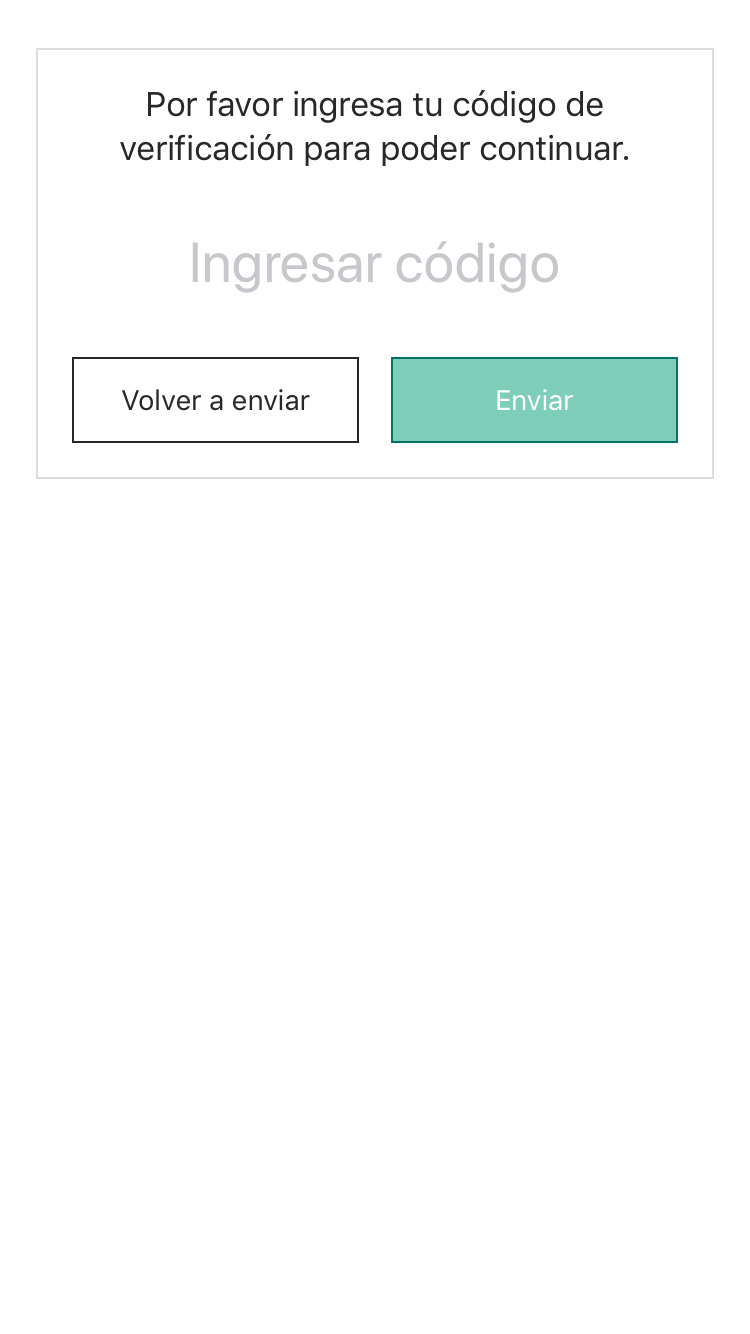 Por favor ingresa tu código de
verificación para poder continuar.
Ingresar código
Volver a enviar
Enviar